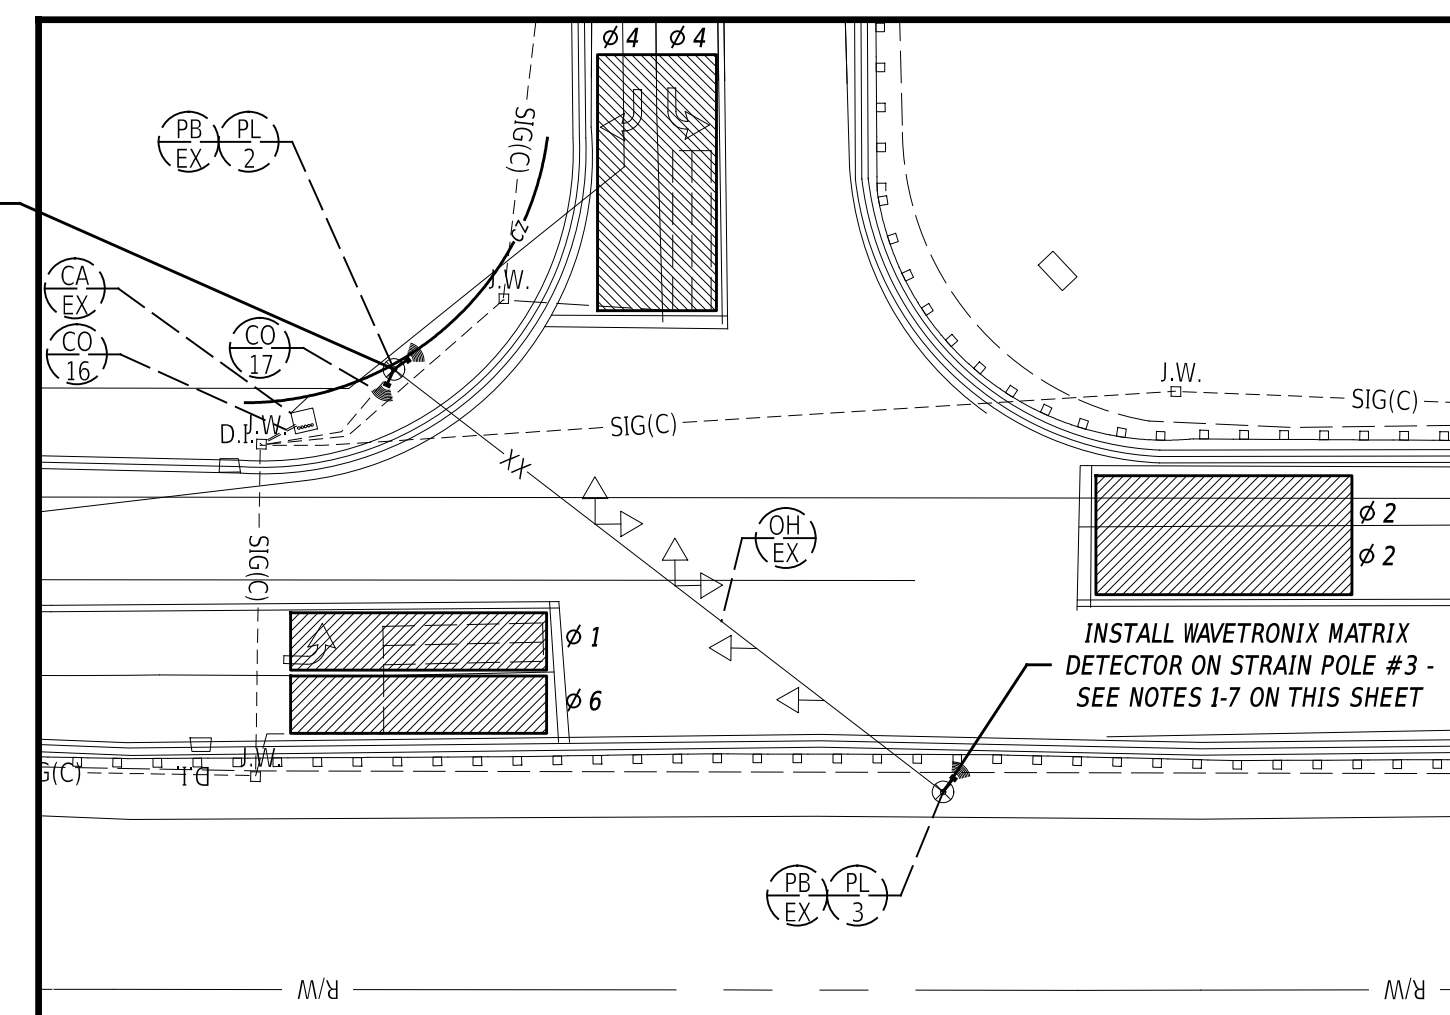 ϕ 4 ϕ 4
PB PL
EX 2
SIG(C)
CZ
CA
EX
J.W.
CO
16
CO
17
J.W.
SIG(C)
J.W.
D.I.
SIG(C)
XX
SIG(C)
OH
EX
ϕ 2
ϕ 2
ϕ 1
ϕ 6
INSTALL WAVETRONIX MATRIX
DETECTOR ON STRAIN POLE #3 -
SEE NOTES 1-7 ON THIS SHEET
J.W.
G(C)
D.I.
PB PL
EX 3
R/W
R/W